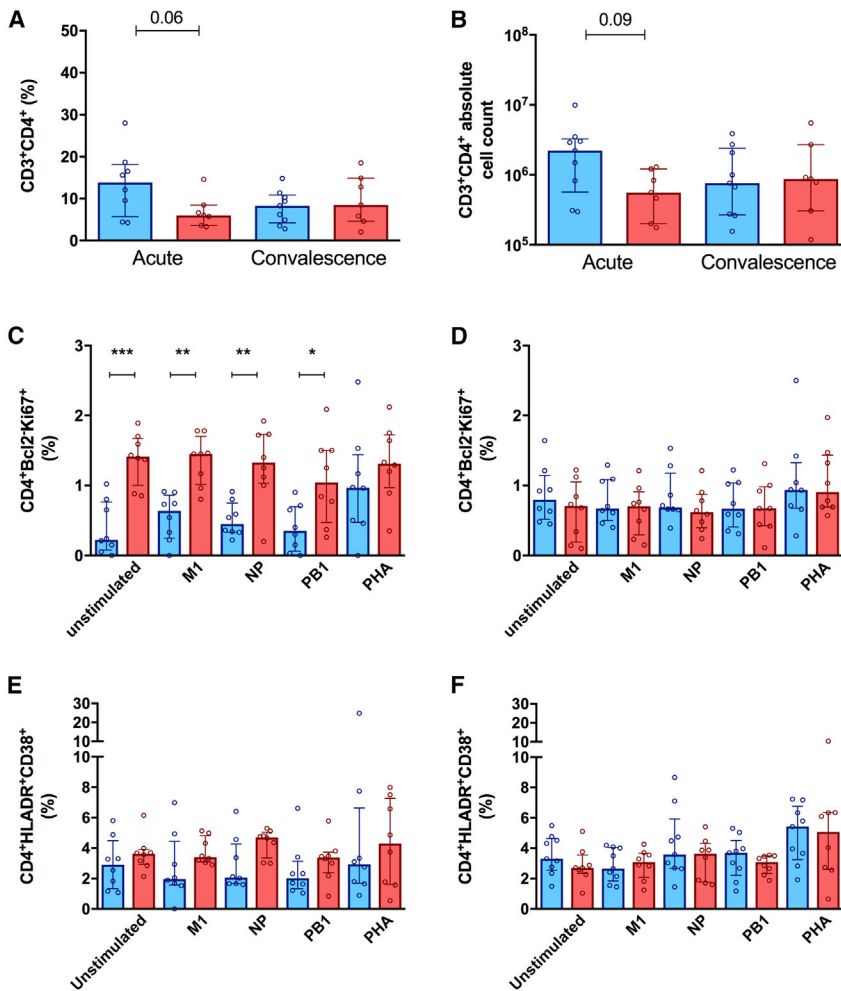 A
0.06
CD3⁺CD4⁺ (%)
50
40
30
20
10
0
Acute
Convalescence
B
0.09
CD3⁺CD4⁺ absolute
cell count
10⁸
10⁷
10⁶
10⁵
Acute
Convalescence
C
***
**
**
*
CD4⁺Bcl2⁻Ki67⁺
(%)
3
2
1
0
unstimulated
M1
NP
PB1
PHA
D
CD4⁺Bcl2⁻Ki67⁺
(%)
3
2
1
0
unstimulated
M1
NP
PB1
PHA
E
CD4⁺HLADR⁺CD38⁺
(%)
30
20
10
10
8
6
4
2
0
Unstimulated
M1
NP
PB1
PHA
F
CD4⁺HLADR⁺CD38⁺
(%)
30
20
10
10
8
6
4
2
0
Unstimulated
M1
NP
PB1
PHA